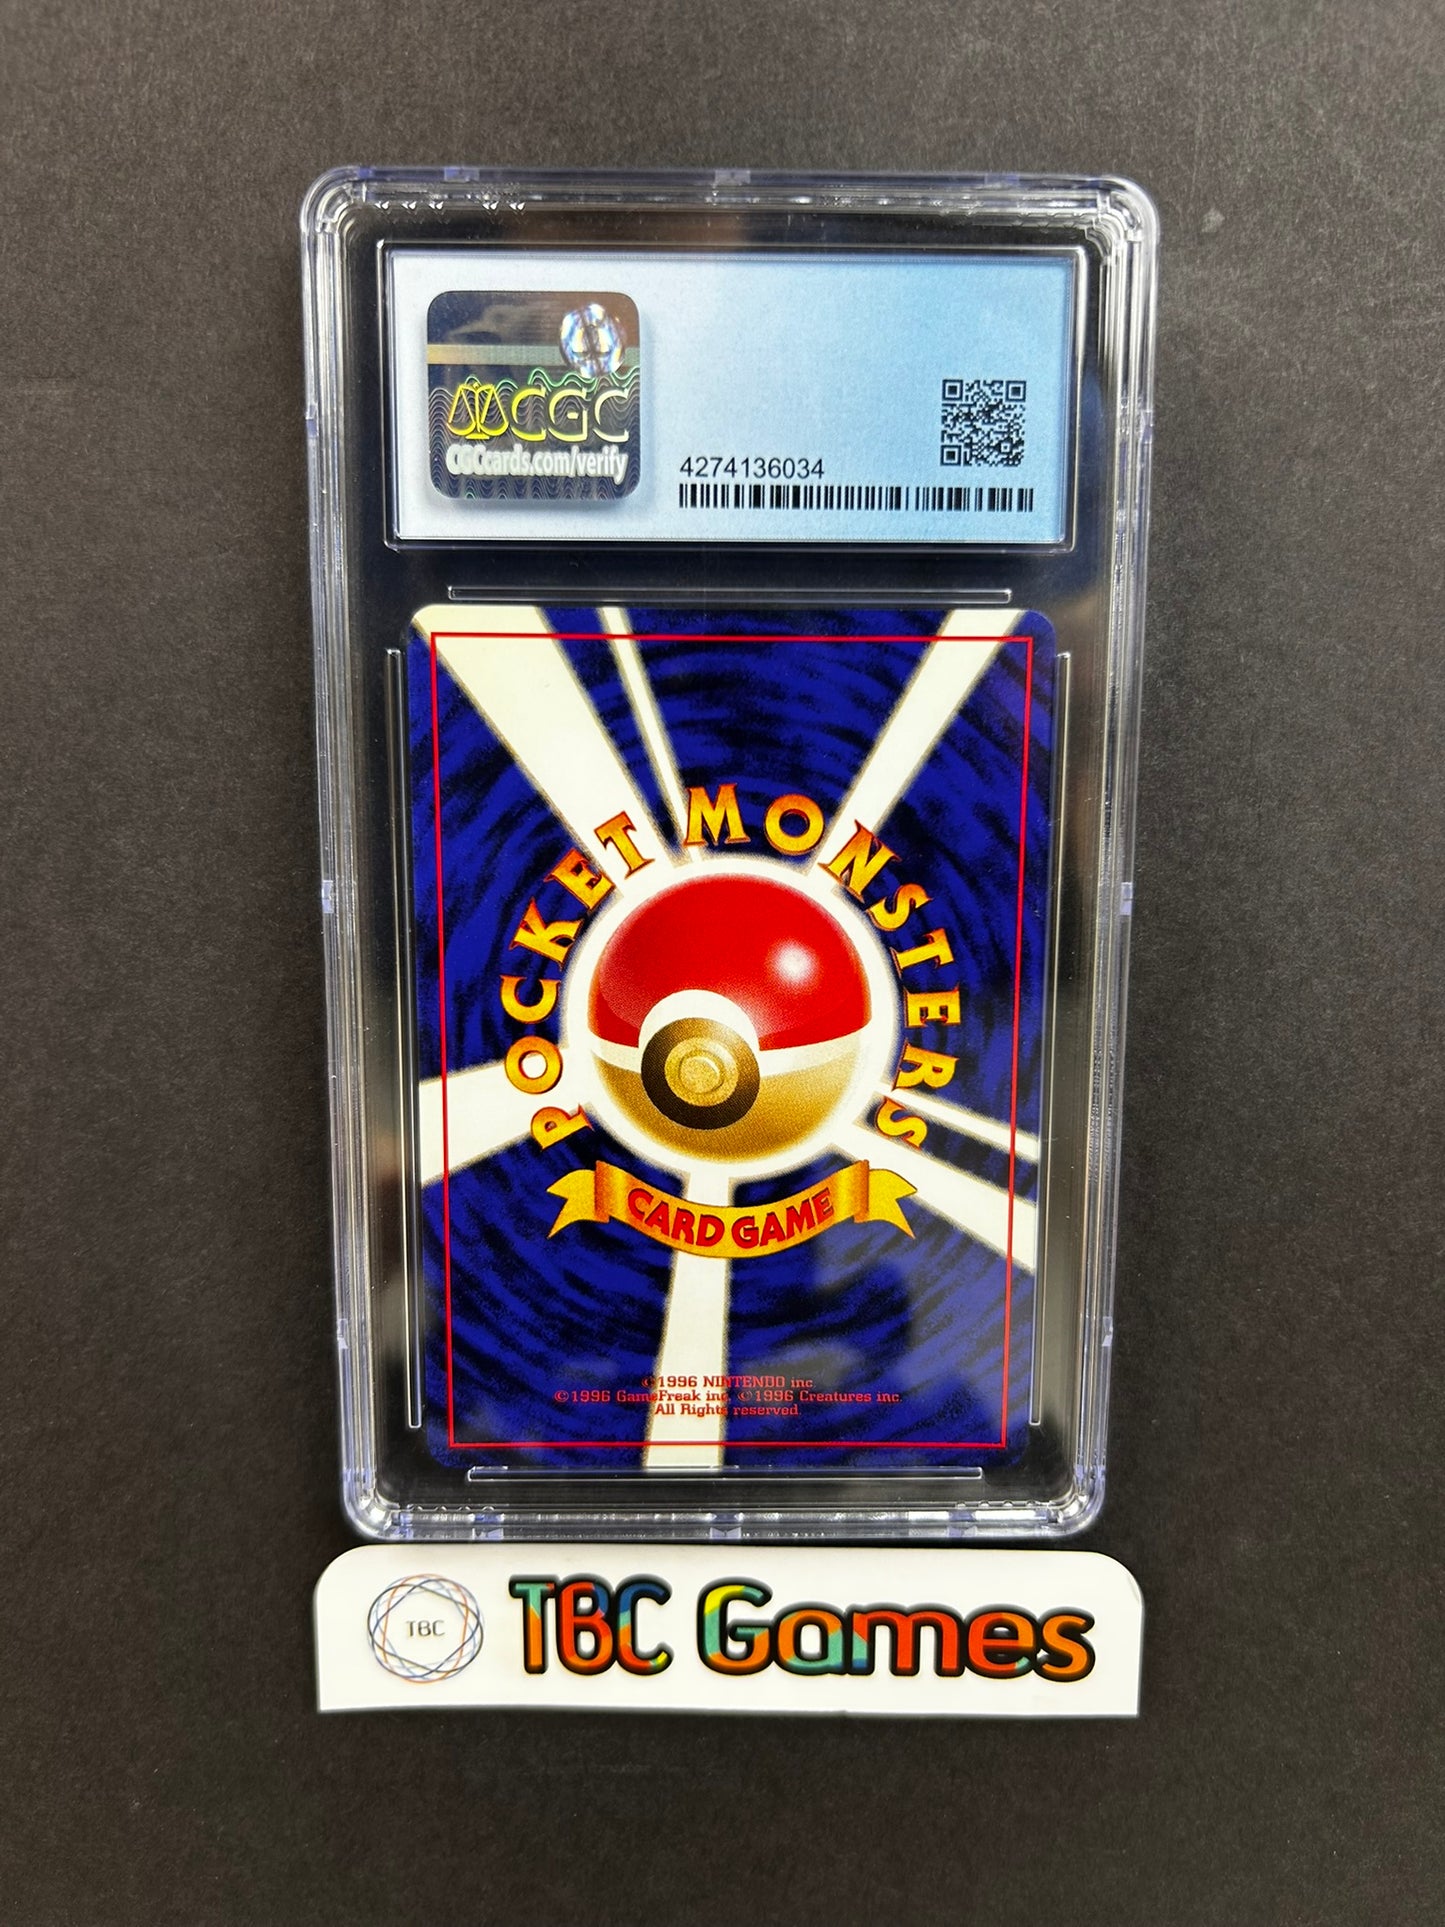 CGC
CGCcards.com/verify
4274136034
POCKET MONSTERS
CARD GAME
©1996 NINTENDO inc.
©1996 GameFreak inc. ©1996 Creatures inc.
All Rights reserved.
TBC
TBC Games